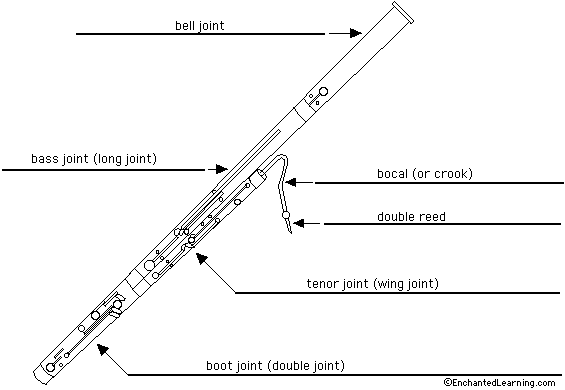 bell joint
bass joint (long joint)
bocal (or crook)
double reed
tenor joint (wing joint)
boot joint (double joint)
©EnchantedLearning.com